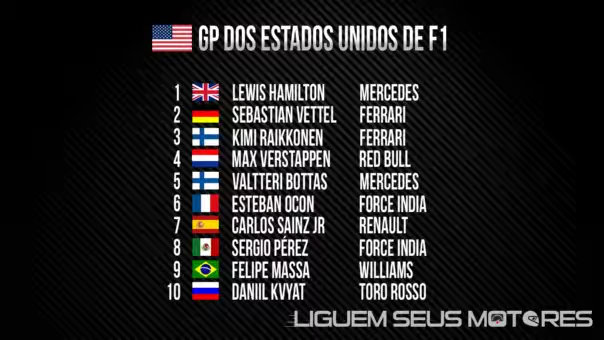 GP DOS ESTADOS UNIDOS DE F1
1 LEWIS HAMILTON MERCEDES
2 SEBASTIAN VETTEL FERRARI
3 KIMI RAIKKONEN FERRARI
4 MAX VERSTAPPEN RED BULL
5 VALTTERI BOTTAS MERCEDES
6 ESTEBAN OCON FORCE INDIA
7 CARLOS SAINZ JR RENAULT
8 SERGIO PÉREZ FORCE INDIA
9 FELIPE MASSA WILLIAMS
10 DANIIL KVYAT TORO ROSSO
LIGUEM SEUS MOTORES